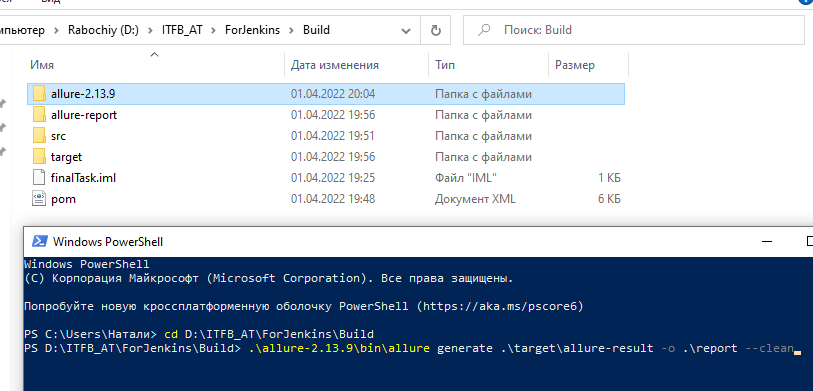 мпьютер > Rabochiy (D:) > ITFB_AT > ForJenkins > Build
Поиск: Build
Имя Дата изменения Тип Размер
allure-2.13.9 01.04.2022 20:04 Папка с файлами
allure-report 01.04.2022 19:56 Папка с файлами
src 01.04.2022 19:51 Папка с файлами
target 01.04.2022 19:56 Папка с файлами
finalTask.iml 01.04.2022 19:25 Файл "IML" 1 КБ
pom 01.04.2022 19:48 Документ XML 6 КБ
Windows PowerShell
Windows PowerShell
(C) Корпорация Майкрософт (Microsoft Corporation). Все права защищены.
Попробуйте новую кроссплатформенную оболочку PowerShell (https://aka.ms/pscore6)
PS C:\Users\Натали> cd D:\ITFB_AT\ForJenkins\Build
PS D:\ITFB_AT\ForJenkins\Build> .\allure-2.13.9\bin\allure generate .\target\allure-result -o .\report --clean